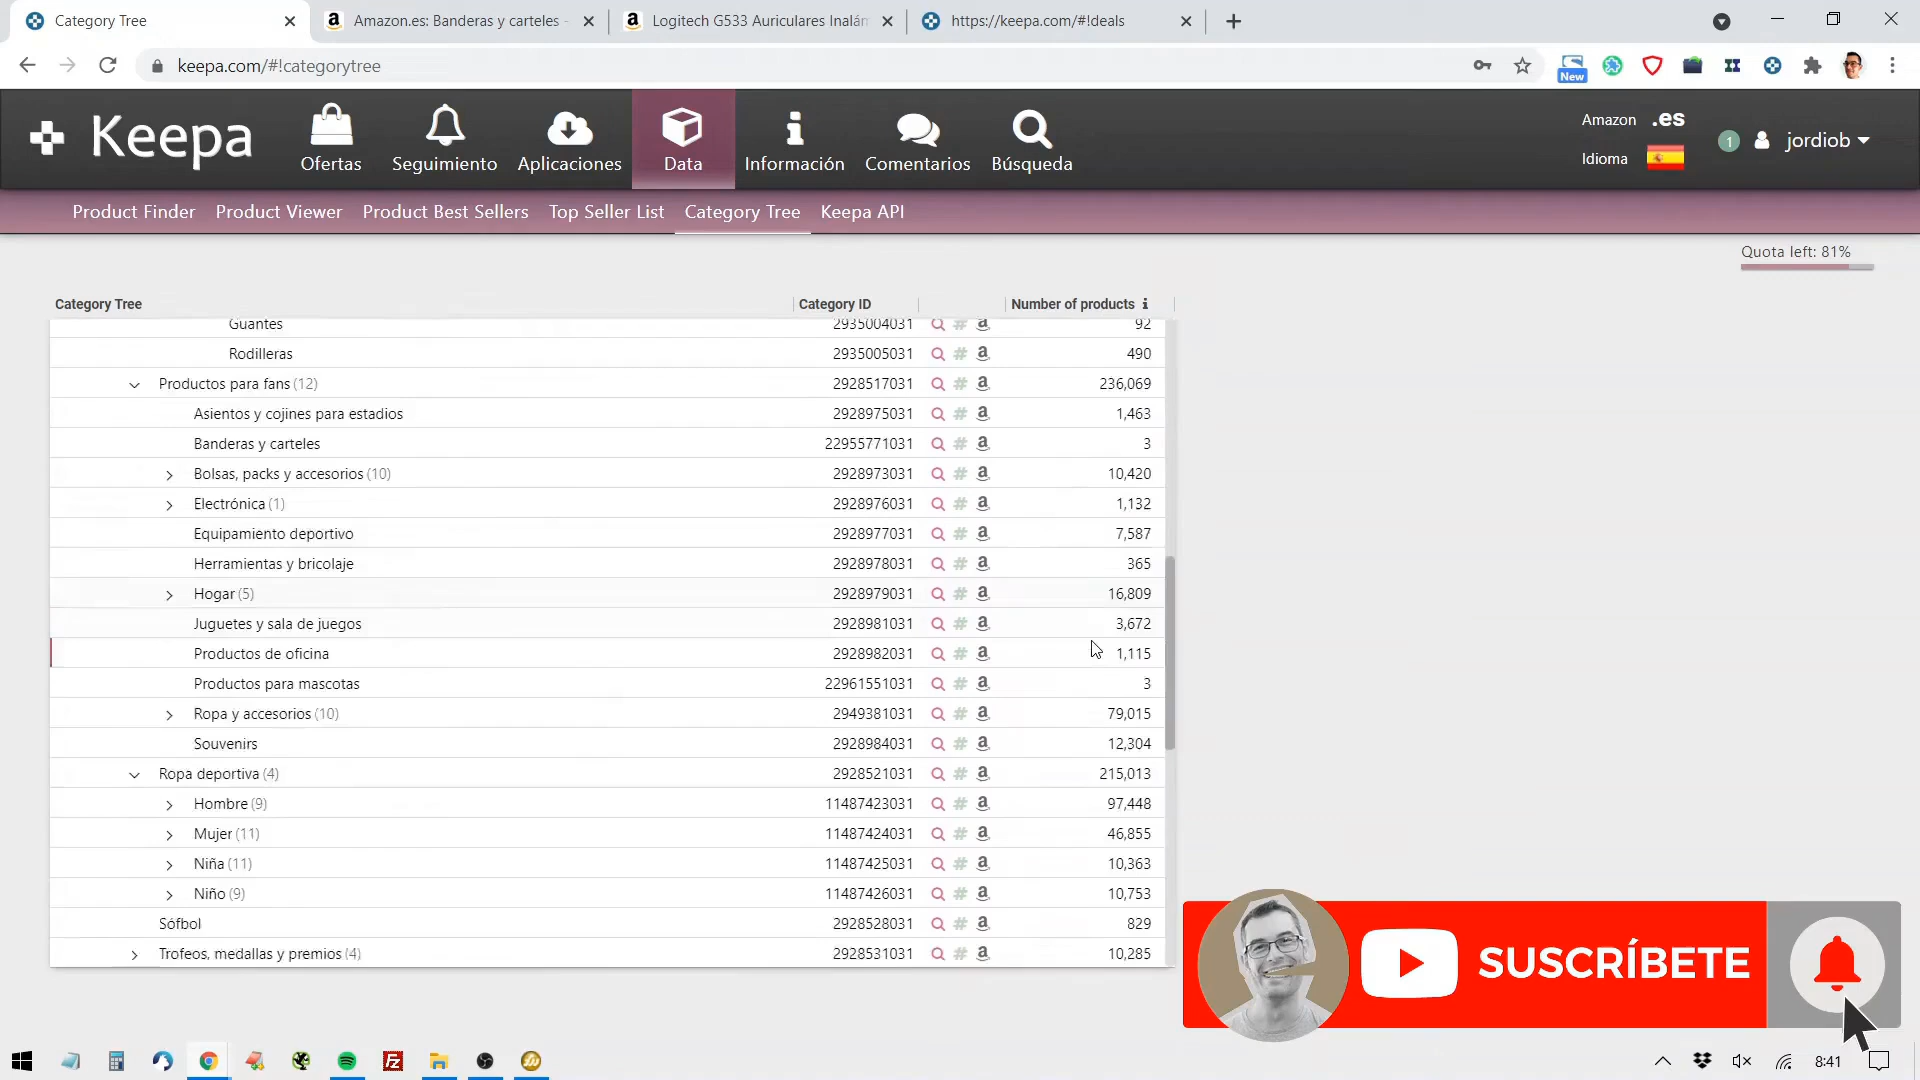 Category Tree
Amazon.es: Banderas y carteles -
Logitech G533 Auriculares Inalám
https://keepa.com/#!deals
keepa.com/#!categorytree
New
Keepa
Ofertas
Seguimiento
Aplicaciones
Data
Información
Comentarios
Búsqueda
Amazon .es
Idioma
1
jordiob
Product Finder
Product Viewer
Product Best Sellers
Top Seller List
Category Tree
Keepa API
Quota left: 81%
Category Tree Category ID Number of products
Guantes 2935004031 92
Rodilleras 2935005031 490
Productos para fans (12) 2928517031 236,069
Asientos y cojines para estadios 2928975031 1,463
Banderas y carteles 22955771031 3
Bolsas, packs y accesorios (10) 2928973031 10,420
Electrónica (1) 2928976031 1,132
Equipamiento deportivo 2928977031 7,587
Herramientas y bricolaje 2928978031 365
Hogar (5) 2928979031 16,809
Juguetes y sala de juegos 2928981031 3,672
Productos de oficina 2928982031 1,115
Productos para mascotas 22961551031 3
Ropa y accesorios (10) 2949381031 79,015
Souvenirs 2928984031 12,304
Ropa deportiva (4) 2928521031 215,013
Hombre (9) 11487423031 97,448
Mujer (11) 11487424031 46,855
Niña (11) 11487425031 10,363
Niño (9) 11487426031 10,753
Sófbol 2928528031 829
Trofeos, medallas y premios (4) 2928531031 10,285
SUSCRÍBETE
8:41